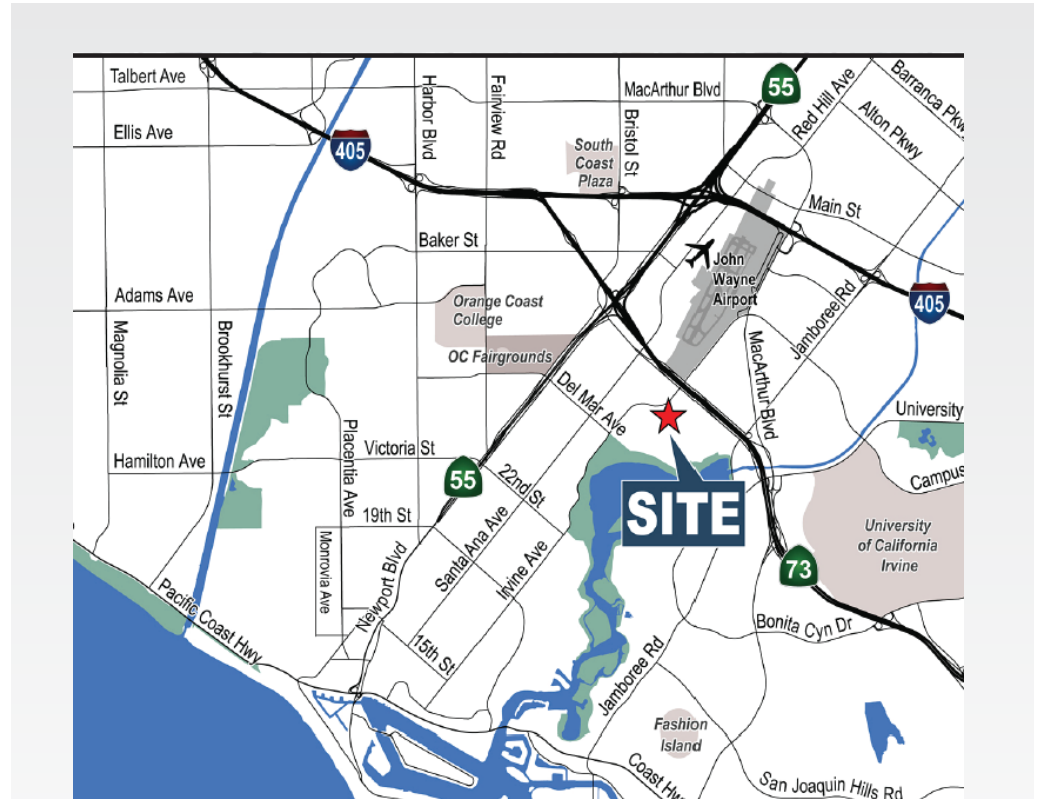 Talbert Ave
Ellis Ave
405
Harbor Blvd
Fairview Rd
MacArthur Blvd
Bristol St
South
Coast
Plaza
55
Red Hill Ave
Barranca Pkw
Alton Pkwy
Main St
Baker St
John
Wayne
Airport
405
Adams Ave
Orange Coast
College
OC Fairgrounds
Magnolia St
Brookhurst St
Jamboree Rd
MacArthur Blvd
Del Mar Ave
University
Campus
Placentia Ave
Victoria St
Hamilton Ave
55
22nd St
SITE
19th St
Monrovia Ave
Newport Blvd
Santa Ana Ave
Irvine Ave
University
of California
Irvine
73
Pacific Coast Hwy
15th St
Bonita Cyn Dr
Jamboree Rd
Fashion
Island
Coast Hw
San Joaquin Hills Rd